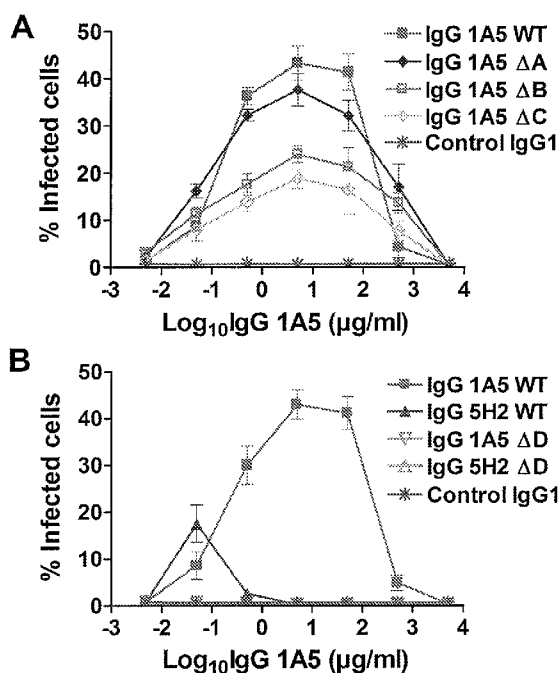 A
50
40
30
20
10
0
% Infected cells
-3 -2 -1 0 1 2 3 4
Log10IgG 1A5 (µg/ml)
IgG 1A5 WT
IgG 1A5 ΔA
IgG 1A5 ΔB
IgG 1A5 ΔC
Control IgG1
B
50
40
30
20
10
0
% Infected cells
-3 -2 -1 0 1 2 3 4
Log10IgG 1A5 (µg/ml)
IgG 1A5 WT
IgG 5H2 WT
IgG 1A5 ΔD
IgG 5H2 ΔD
Control IgG1